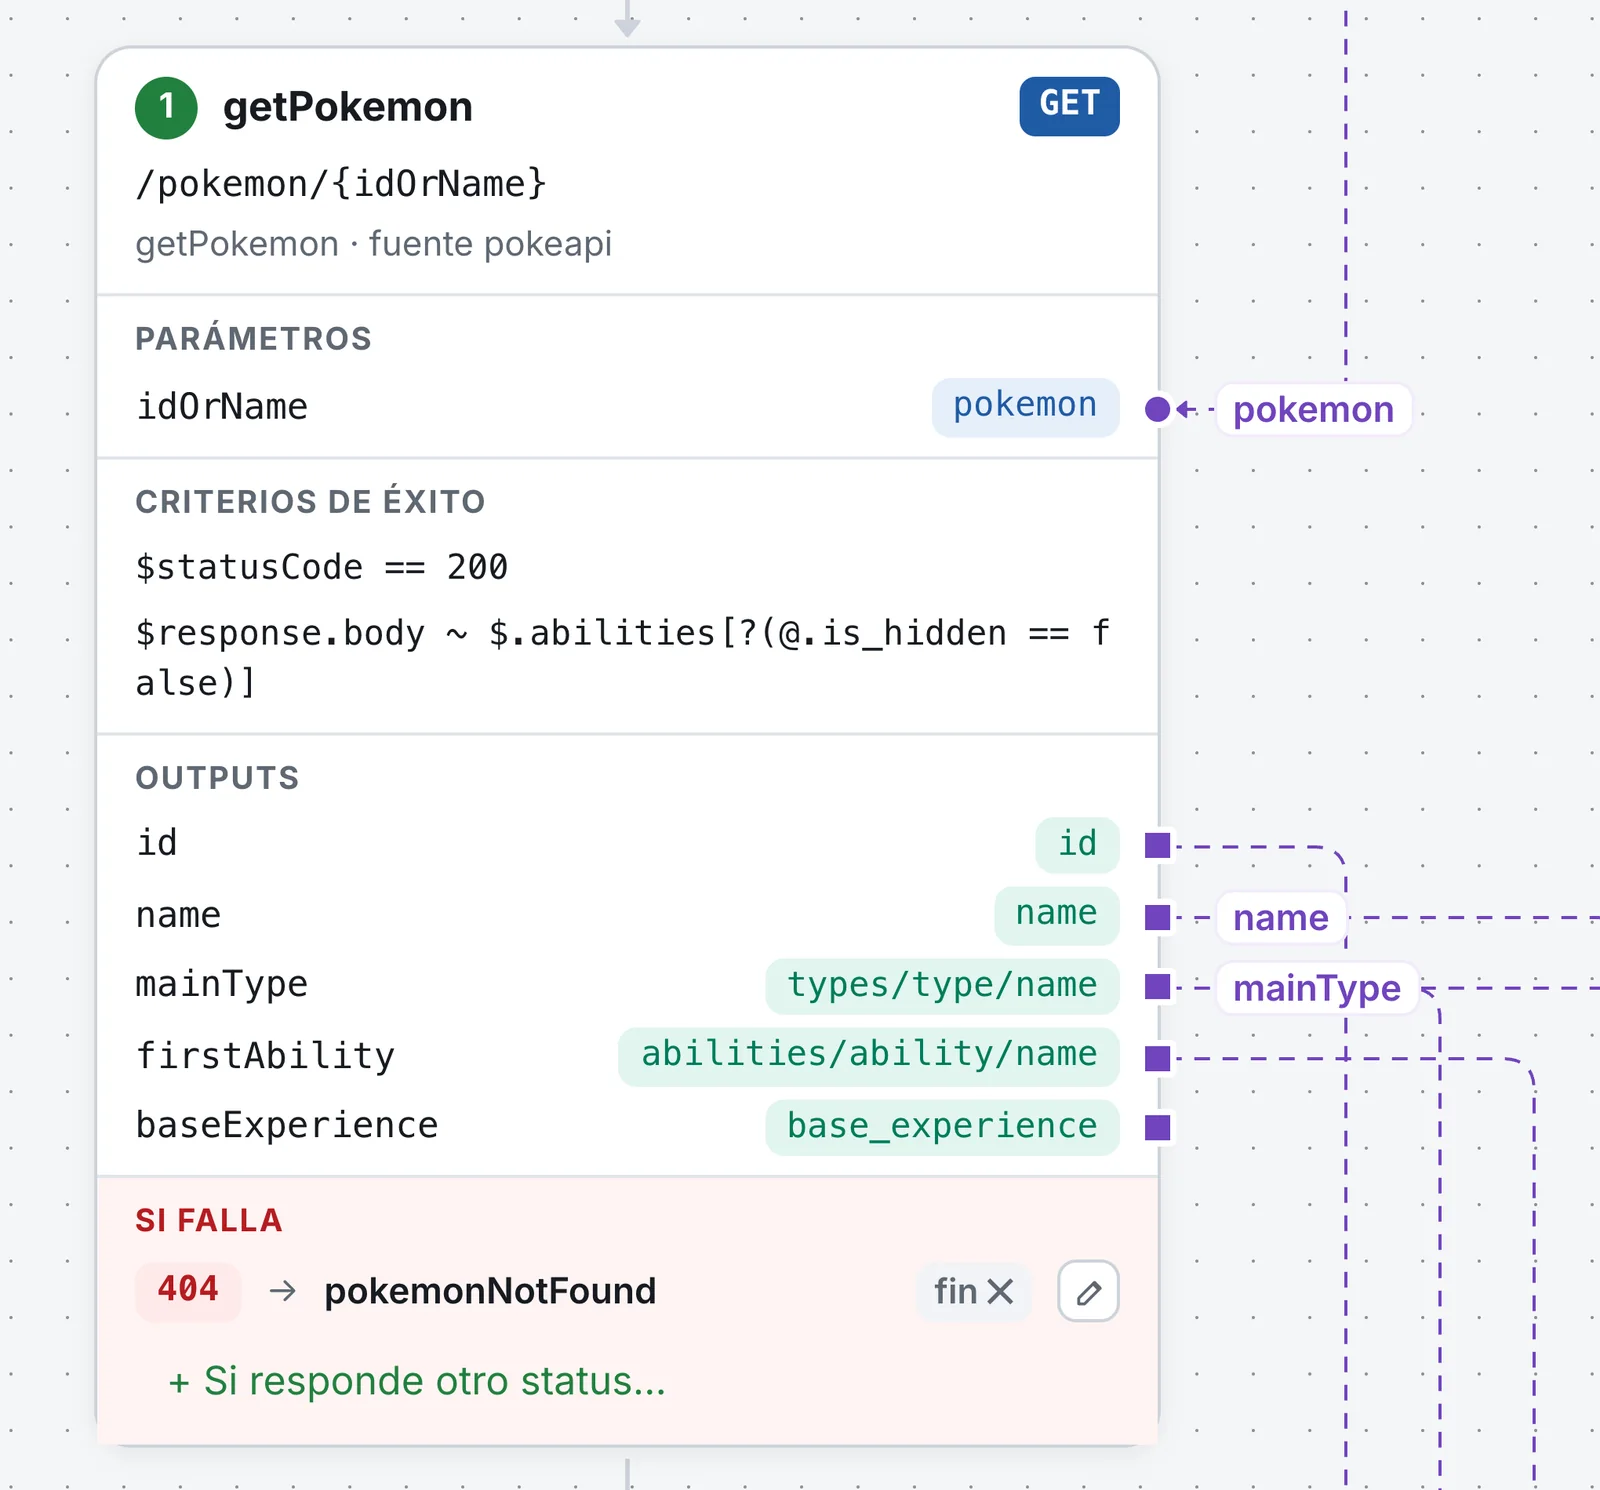 1 getPokemon GET
/pokemon/{idOrName}
getPokemon · fuente pokeapi
PARÁMETROS
idOrName pokemon pokemon
CRITERIOS DE ÉXITO
$statusCode == 200
$response.body ~ $.abilities[?(@.is_hidden == f
alse)]
OUTPUTS
id id
name name name
mainType types/type/name mainType
firstAbility abilities/ability/name
baseExperience base_experience
SI FALLA
404 → pokemonNotFound fin ✕
+ Si responde otro status...